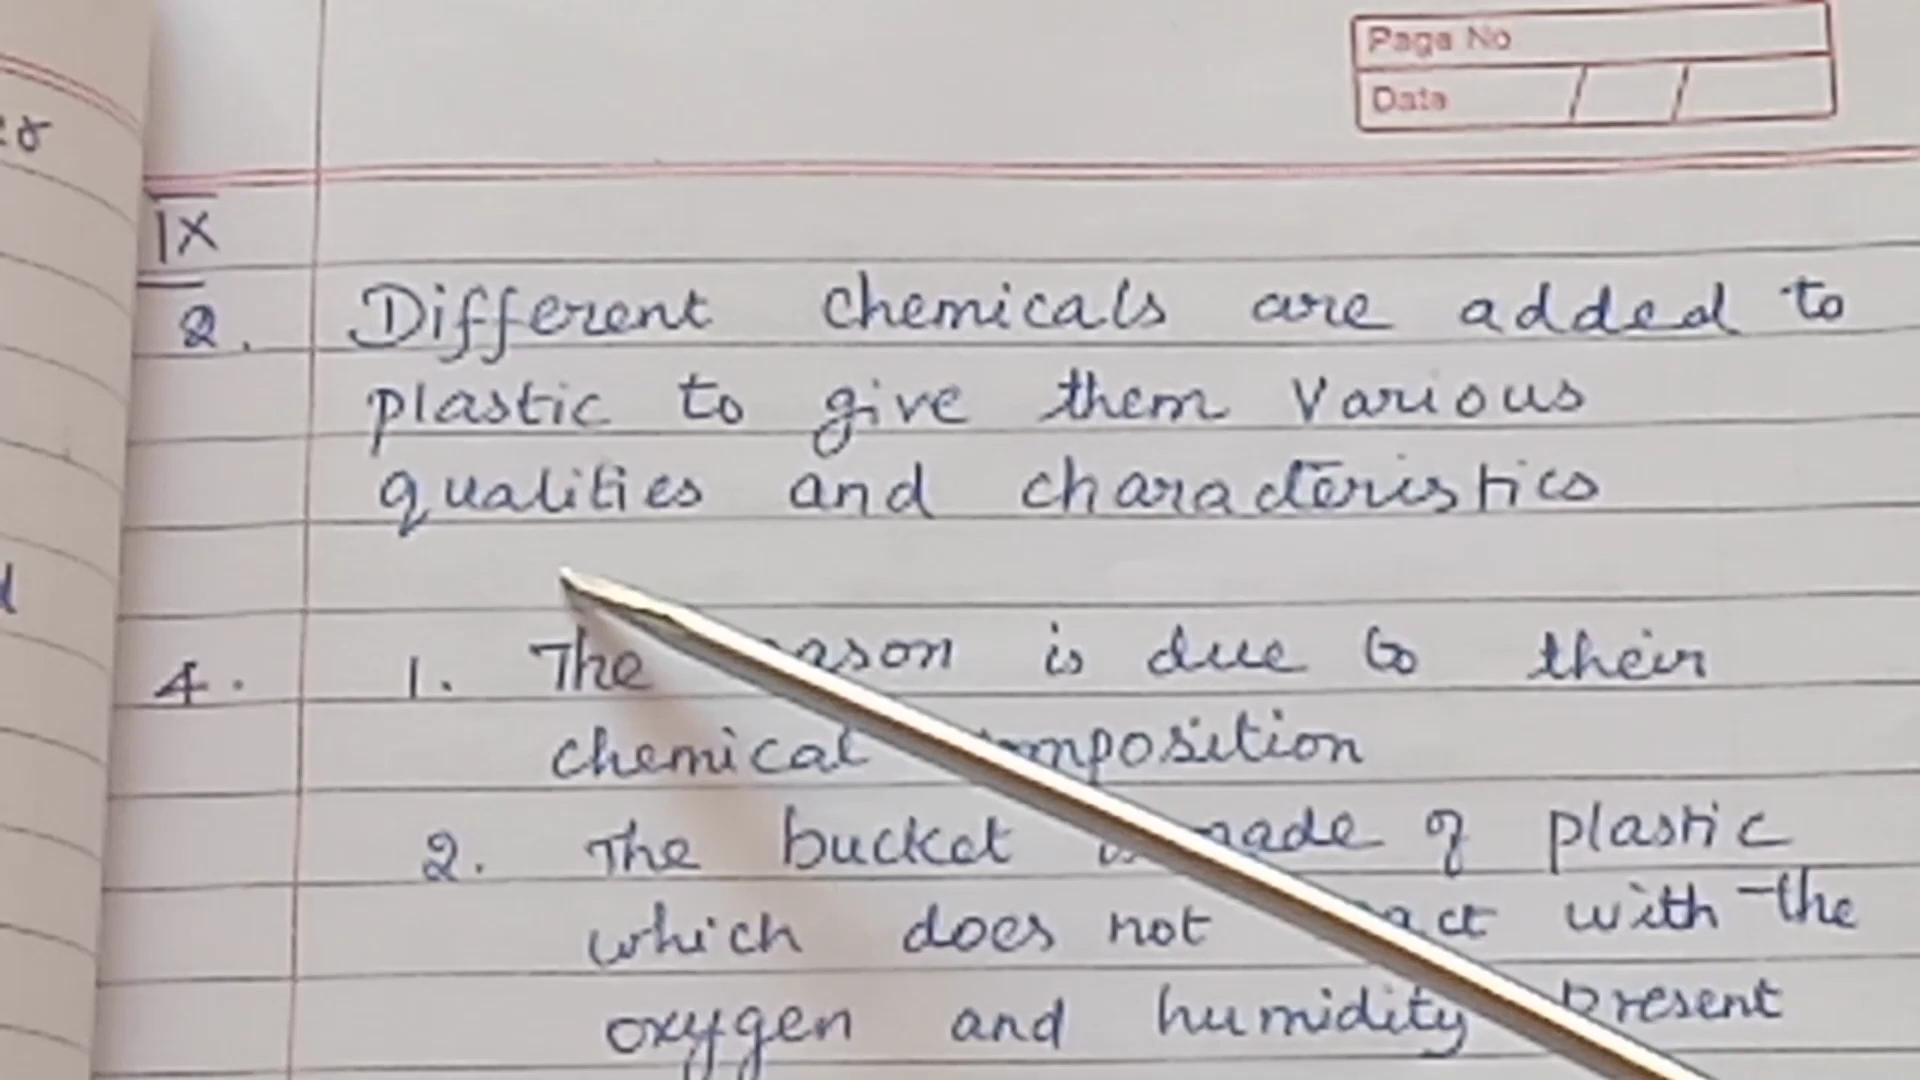 Page No
Date / /
er
IX
2. Different chemicals are added to
plastic to give them various
qualities and characteristics
4. 1. The is due to their
chemical
2. The bucket of plastic
which does not with the
oxygen and humidity present